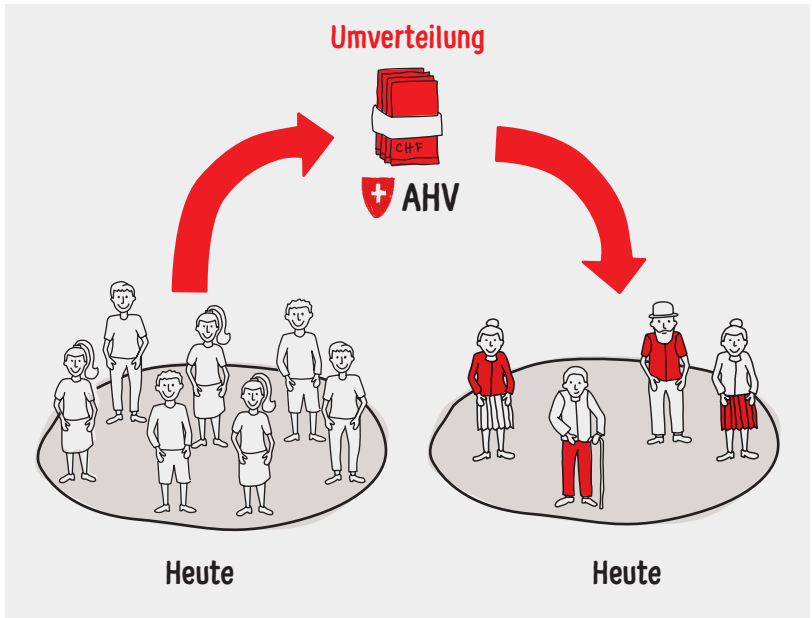 Umverteilung
CHF
AHV
Heute
Heute